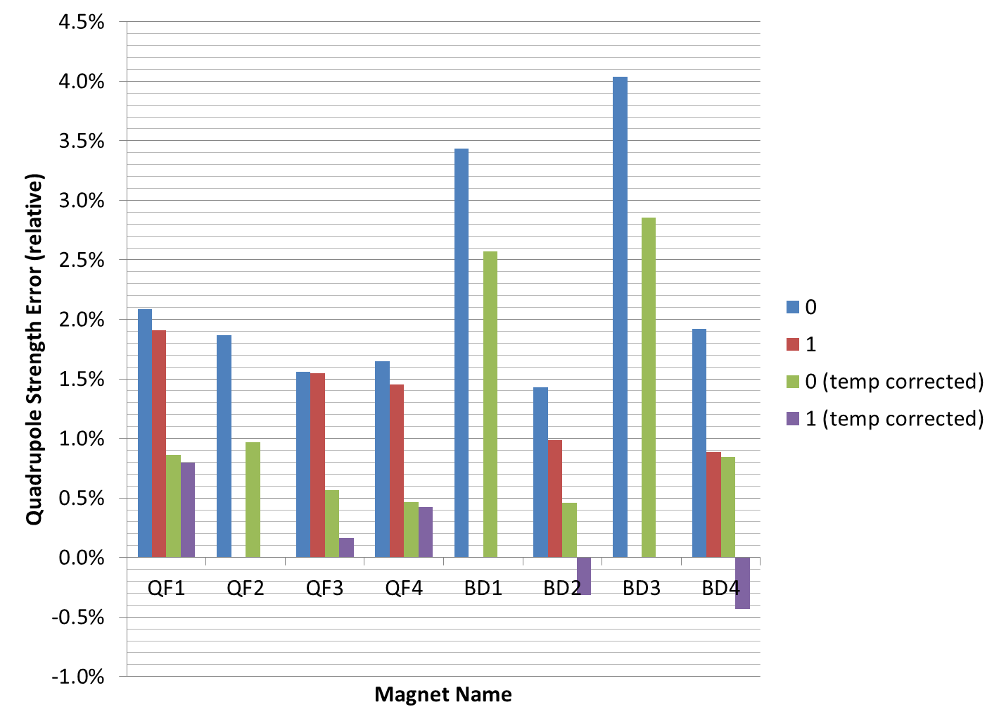 4.5%
4.0%
3.5%
3.0%
2.5%
2.0%
1.5%
1.0%
0.5%
0.0%
-0.5%
-1.0%
Quadrupole Strength Error (relative)
QF1 QF2 QF3 QF4 BD1 BD2 BD3 BD4
Magnet Name
0
1
0 (temp corrected)
1 (temp corrected)